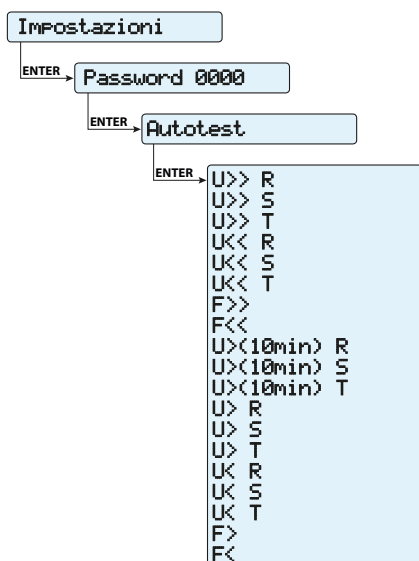 Impostazioni
ENTER
Password 0000
ENTER
Autotest
ENTER
U>> R
U>> S
U>> T
U<< R
U<< S
U<< T
F>>
F<<
U>(10min) R
U>(10min) S
U>(10min) T
U> R
U> S
U> T
U< R
U< S
U< T
F>
F<